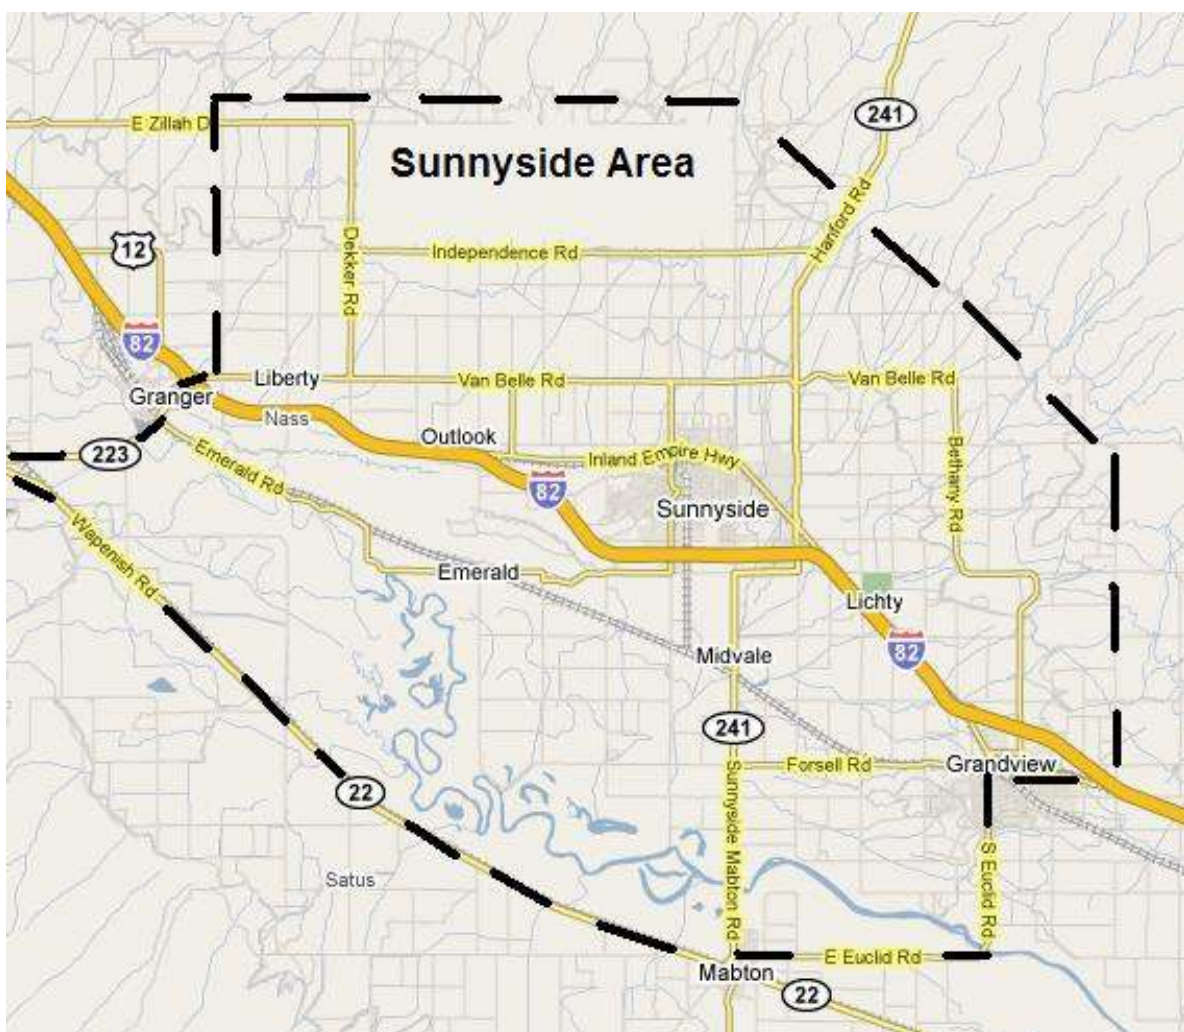 241
E Zillah D
Sunnyside Area
Hanford Rd
12
Dekker Rd
Independence Rd
82
Liberty
Van Belle Rd
Van Belle Rd
Granger
Nass
Outlook
223
Emerald Rd
Inland Empire Hwy
Bethany Rd
82
Sunnyside
Wapenish Rd
Emerald
Lichty
82
Midvale
241
Forsell Rd
Grandview
22
Sunnyside Mabton Rd
S Euclid Rd
Satus
E Euclid Rd
Mabton
22